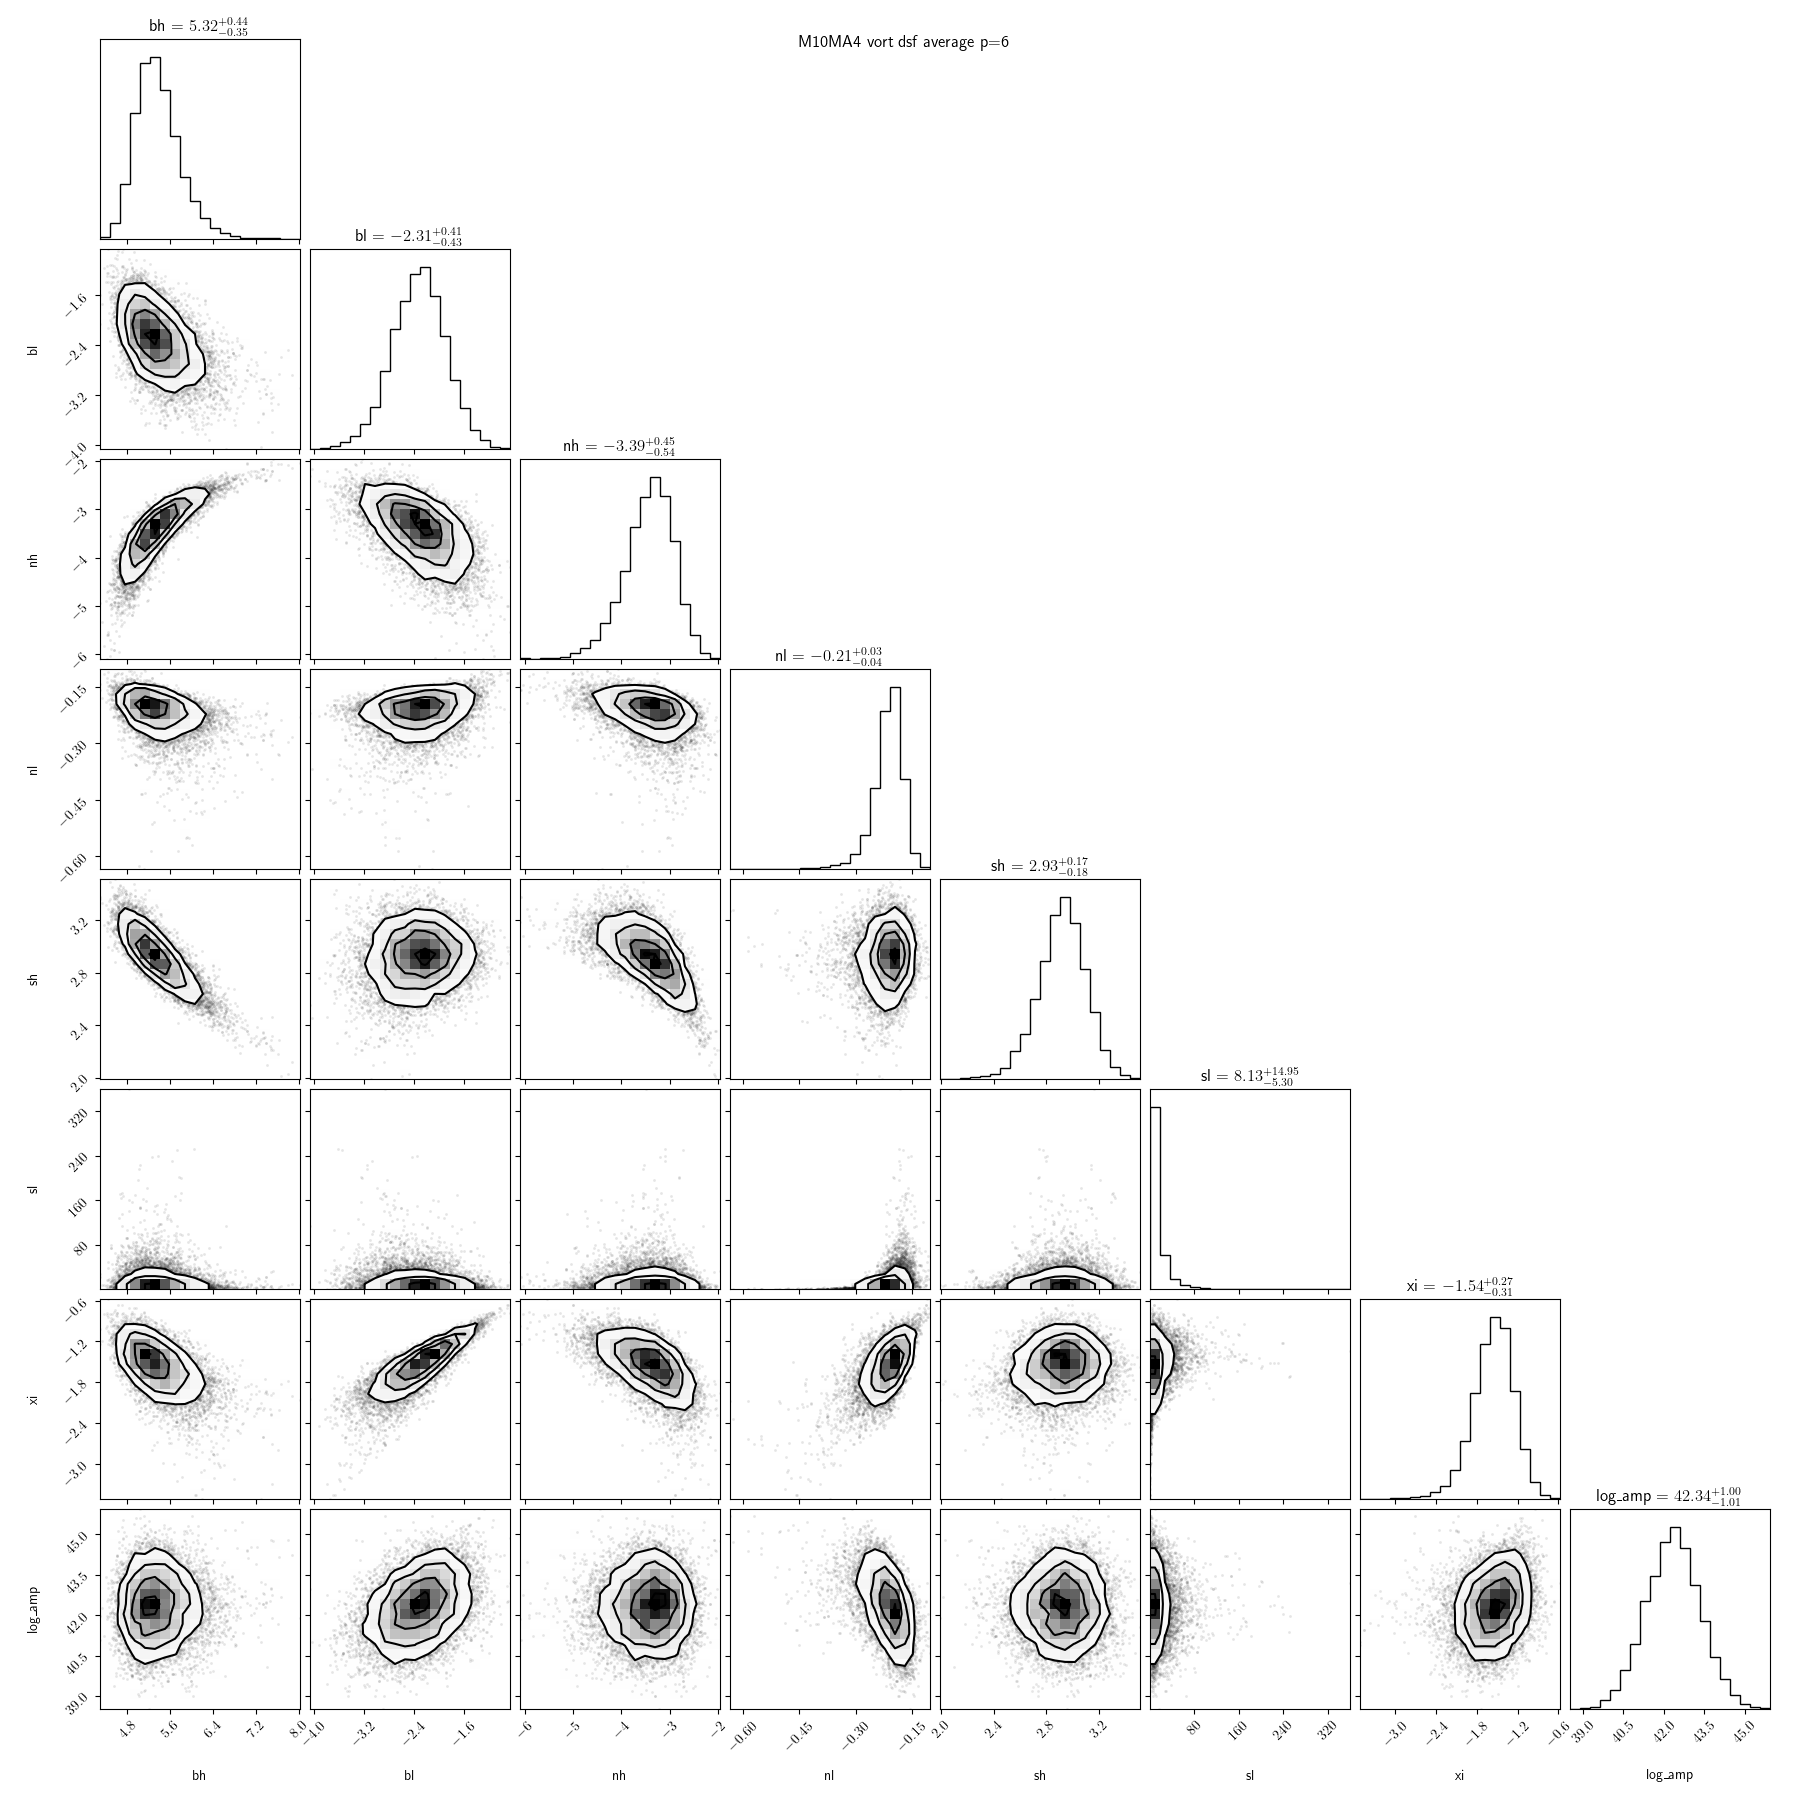 M10MA4 vort dsf average p=6
bh = 5.32^{+0.44}_{-0.35}
bl = −2.31^{+0.41}_{-0.43}
bl
−1.6
−2.4
−3.2
−4.0
nh = −3.39^{+0.45}_{-0.54}
nh
−2
−3
−4
−5
−6
nl = −0.21^{+0.03}_{-0.04}
nl
−0.15
−0.30
−0.45
−0.60
sh = 2.93^{+0.17}_{-0.18}
sh
3.2
2.8
2.4
2.0
sl = 8.13^{+14.95}_{-5.30}
sl
320
240
160
80
xi = −1.54^{+0.27}_{-0.31}
xi
−0.6
−1.2
−1.8
−2.4
−3.0
log_amp = 42.34^{+1.00}_{-1.01}
log_amp
45.0
43.5
42.0
40.5
39.0
4.8 5.6 6.4 7.2 8.0
−4.0 −3.2 −2.4 −1.6
−6 −5 −4 −3 −2
−0.60 −0.45 −0.30 −0.15
2.0 2.4 2.8 3.2
80 160 240 320
−3.0 −2.4 −1.8 −1.2 −0.6
39.0 40.5 42.0 43.5 45.0
bh bl nh nl sh sl xi log_amp